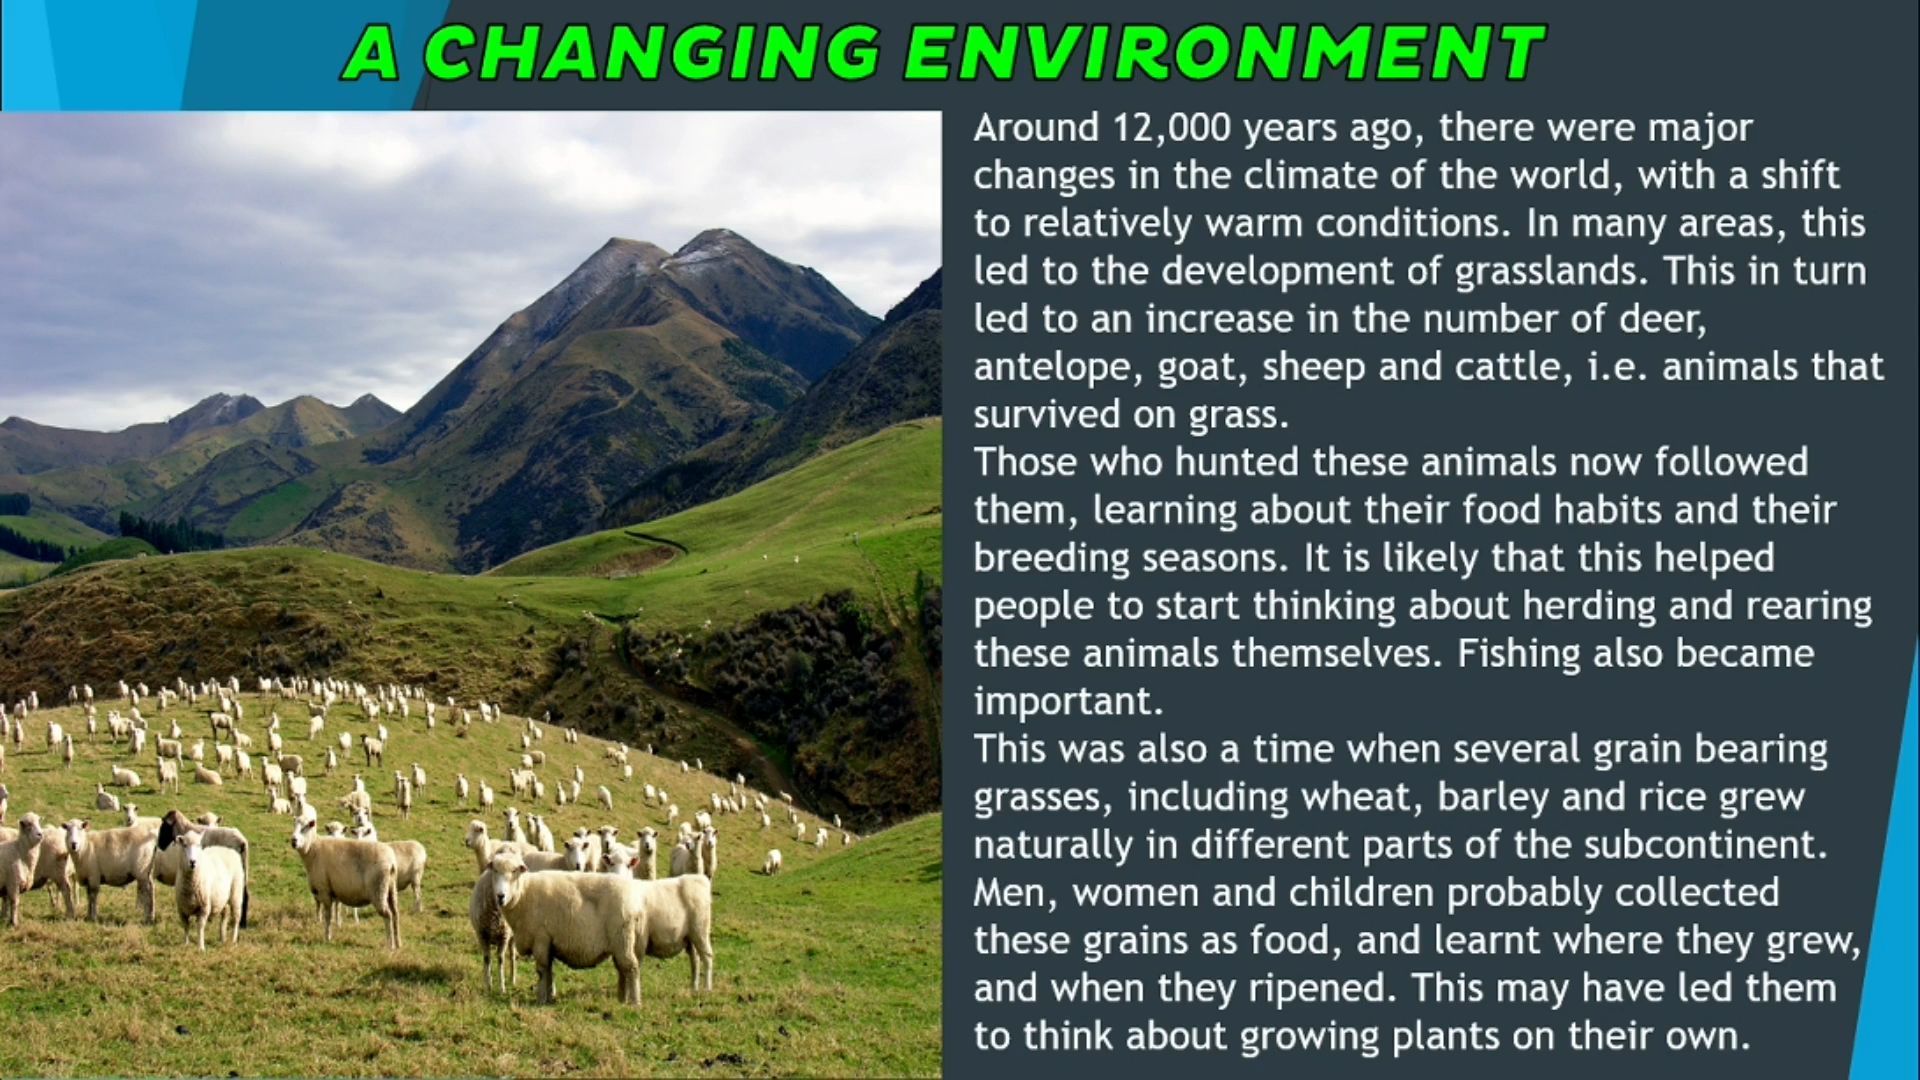 A CHANGING ENVIRONMENT
Around 12,000 years ago, there were major
changes in the climate of the world, with a shift
to relatively warm conditions. In many areas, this
led to the development of grasslands. This in turn
led to an increase in the number of deer,
antelope, goat, sheep and cattle, i.e. animals that
survived on grass.
Those who hunted these animals now followed
them, learning about their food habits and their
breeding seasons. It is likely that this helped
people to start thinking about herding and rearing
these animals themselves. Fishing also became
important.
This was also a time when several grain bearing
grasses, including wheat, barley and rice grew
naturally in different parts of the subcontinent.
Men, women and children probably collected
these grains as food, and learnt where they grew,
and when they ripened. This may have led them
to think about growing plants on their own.